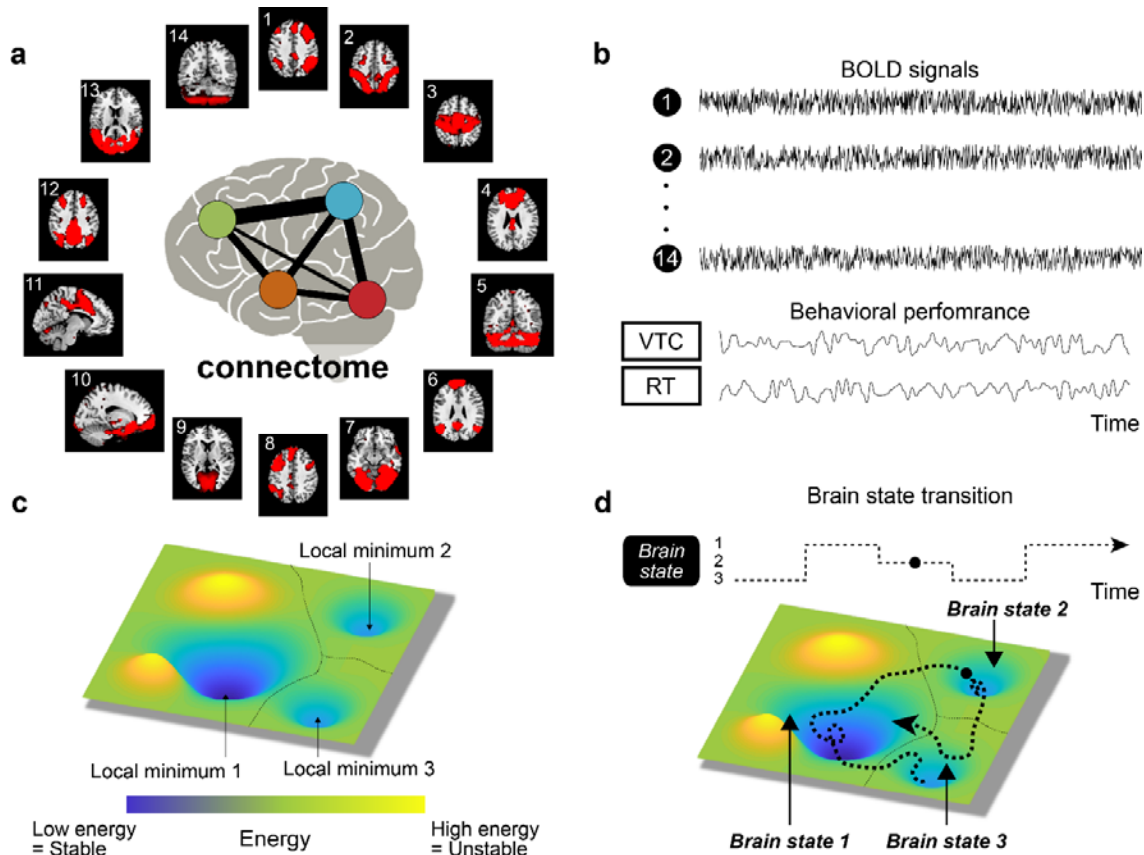 a
1
2
3
4
5
6
7
8
9
10
11
12
13
14
connectome
b
BOLD signals
1
2
14
Behavioral perfomrance
VTC
RT
Time
c
Local minimum 2
Local minimum 1
Local minimum 3
Low energy
= Stable
Energy
High energy
= Unstable
d
Brain state transition
Brain
state
1
2
3
Time
Brain state 2
Brain state 1
Brain state 3